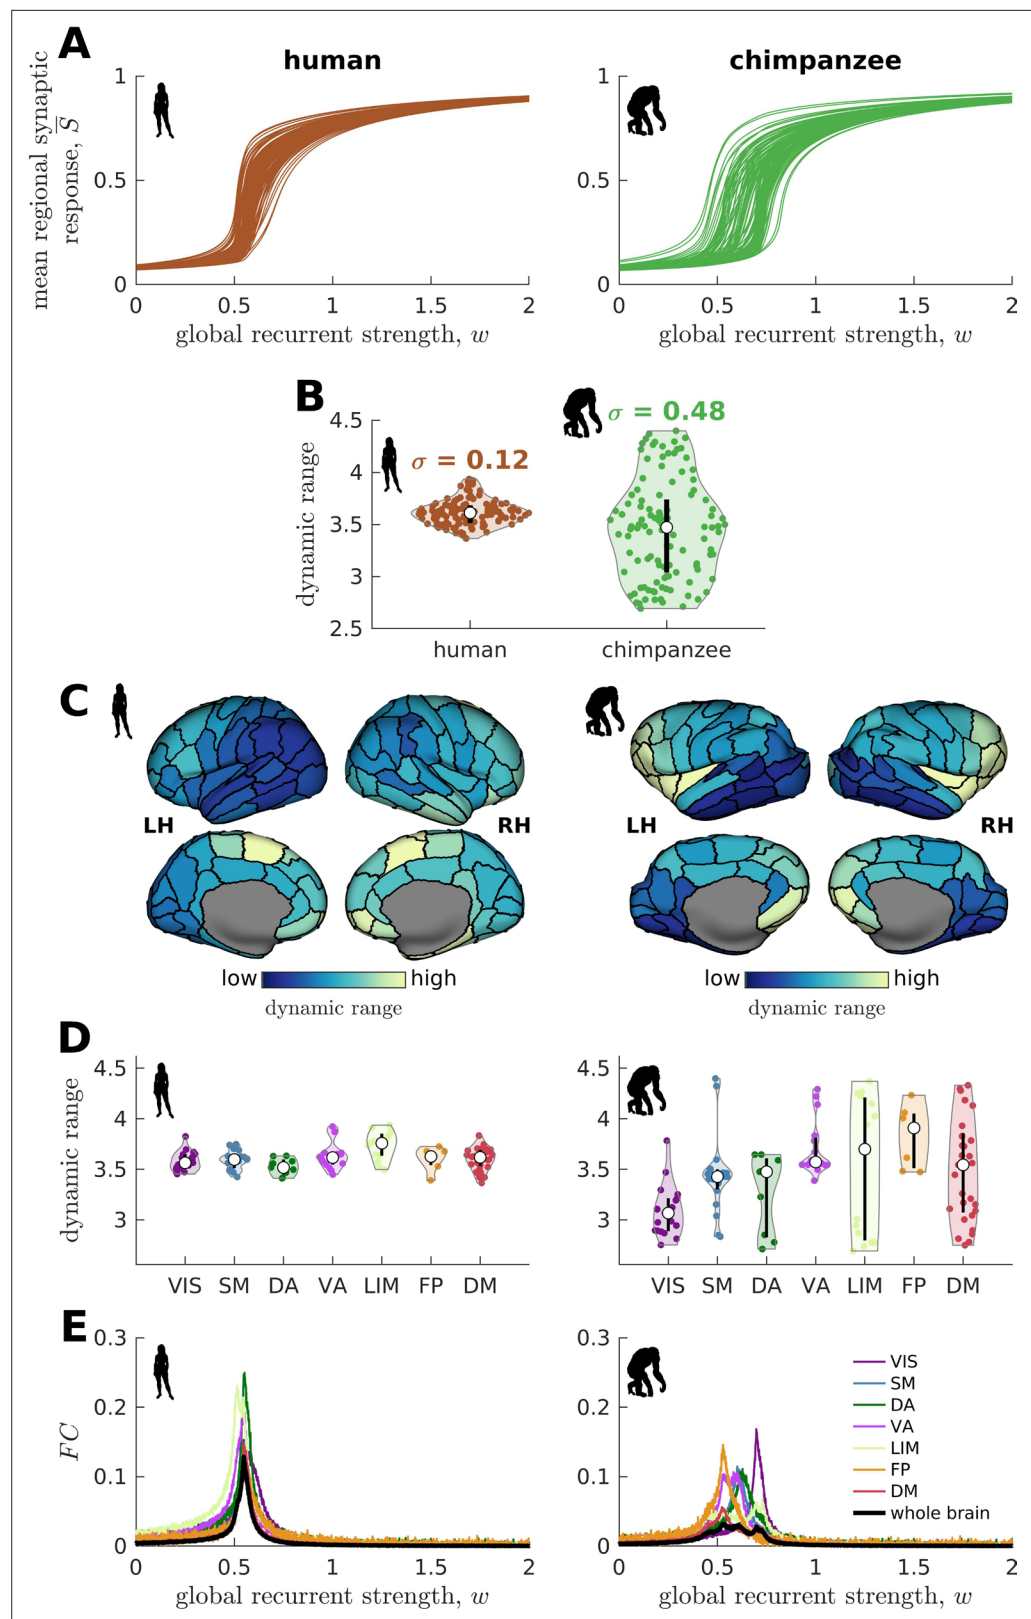 A
human
chimpanzee
mean regional synaptic
response, S̅
1
0.5
0
0
0.5
1
1.5
2
global recurrent strength, w
0
0.5
1
1.5
2
global recurrent strength, w
B
dynamic range
4.5
4
3.5
3
2.5
σ = 0.12
σ = 0.48
human
chimpanzee
C
LH
RH
LH
RH
low
high
dynamic range
low
high
dynamic range
D
dynamic range
4.5
4
3.5
3
VIS
SM
DA
VA
LIM
FP
DM
4.5
4
3.5
3
VIS
SM
DA
VA
LIM
FP
DM
E
FC
0.3
0.2
0.1
0
0
0.5
1
1.5
2
global recurrent strength, w
0.3
0.2
0.1
0
VIS
SM
DA
VA
LIM
FP
DM
whole brain
0
0.5
1
1.5
2
global recurrent strength, w